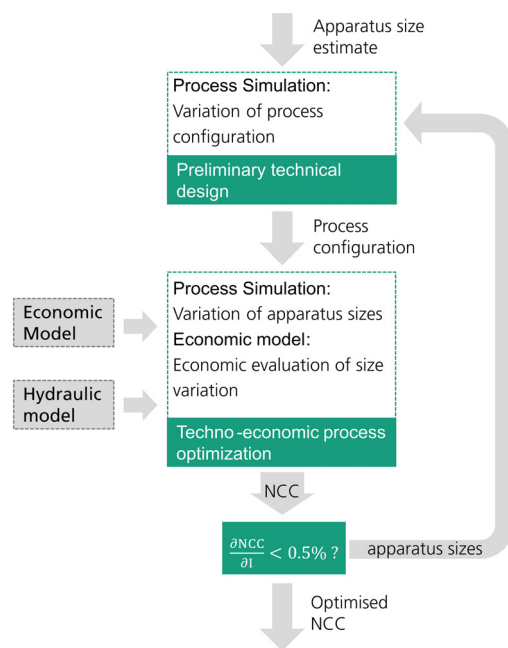 Apparatus size
estimate
Process Simulation:
Variation of process
configuration
Preliminary technical
design
Process
configuration
Economic
Model
Hydraulic
model
Process Simulation:
Variation of apparatus sizes
Economic model:
Economic evaluation of size
variation
Techno-economic process
optimization
NCC
∂NCC/∂I < 0.5% ?
apparatus sizes
Optimised
NCC